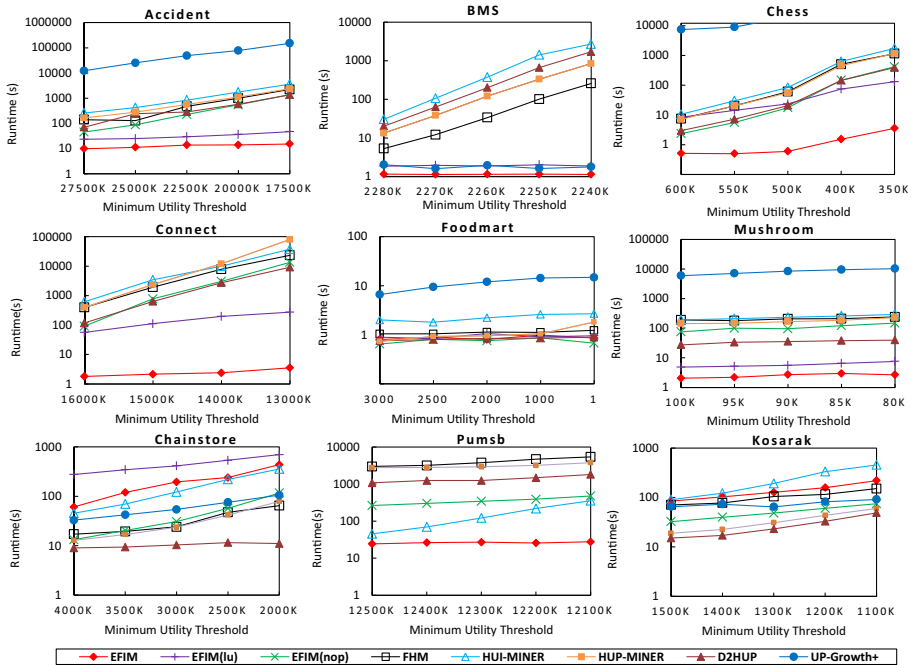 Accident
Runtime (s)
1000000
100000
10000
1000
100
10
1
27500K 25000K 22500K 20000K 17500K
Minimum Utility Threshold
BMS
Runtime (s)
10000
1000
100
10
1
2280K 2270K 2260K 2250K 2240K
Minimum Utility Threshold
Chess
Runtime (s)
10000
1000
100
10
1
600K 550K 500K 400K 350K
Minimum Utility Threshold
Connect
Runtime(s)
100000
10000
1000
100
10
1
16000K 15000K 14000K 13000K
Minimum Utility Threshold
Foodmart
Runtime (s)
100
10
1
3000 2500 2000 1000 1
Minimum Utility Threshold
Mushroom
Runtime (s)
100000
10000
1000
100
10
1
100K 95K 90K 85K 80K
Minimum Utility Threshold
Chainstore
Runtime(s)
1000
100
10
1
4000K 3500K 3000K 2500K 2000K
Minimum Utility Threshold
Pumsb
Runtime(s)
10000
1000
100
10
1
12500K 12400K 12300K 12200K 12100K
Minimum Utility Threshold
Kosarak
Runtime(s)
1000
100
10
1
1500K 1400K 1300K 1200K 1100K
Minimum Utility Threshold
EFIM EFIM(lu) EFIM(nop) FHM HUI-MINER HUP-MINER D2HUP UP-Growth+